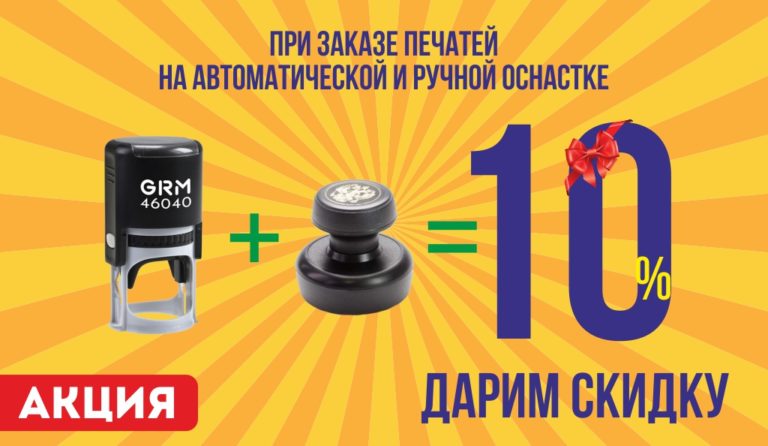 ПРИ ЗАКАЗЕ ПЕЧАТЕЙ
НА АВТОМАТИЧЕСКОЙ И РУЧНОЙ ОСНАСТКЕ
GRM
46040
+
=
10%
ДАРИМ СКИДКУ
АКЦИЯ